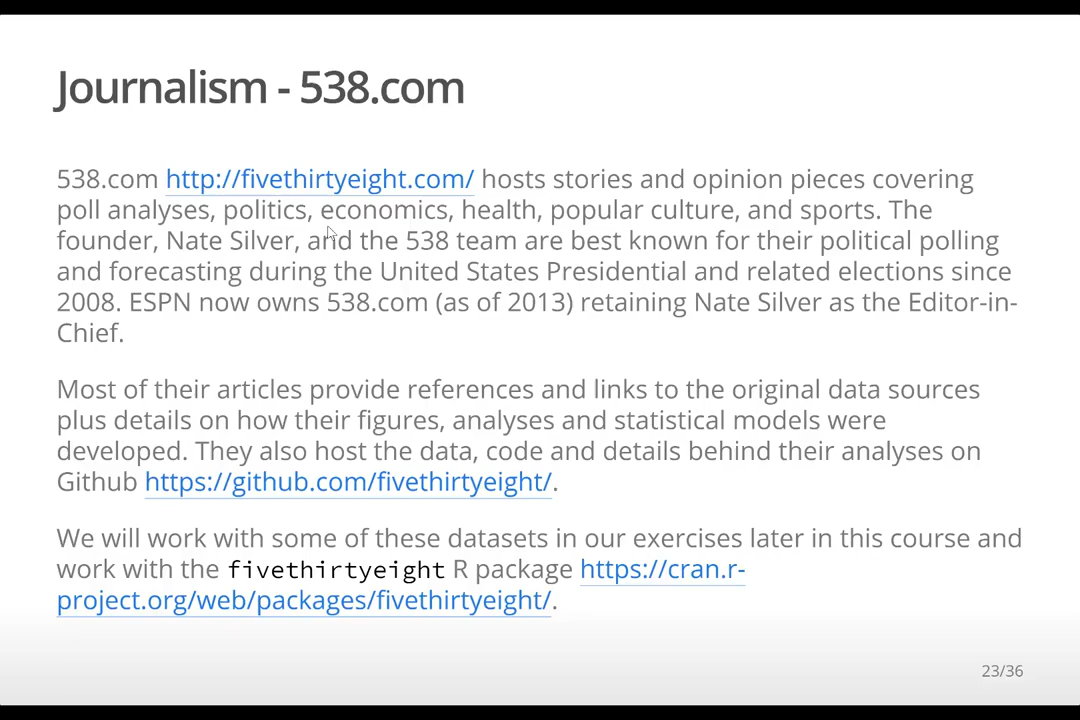 Journalism - 538.com
538.com http://fivethirtyeight.com/ hosts stories and opinion pieces covering
poll analyses, politics, economics, health, popular culture, and sports. The
founder, Nate Silver, and the 538 team are best known for their political polling
and forecasting during the United States Presidential and related elections since
2008. ESPN now owns 538.com (as of 2013) retaining Nate Silver as the Editor-in-
Chief.
Most of their articles provide references and links to the original data sources
plus details on how their figures, analyses and statistical models were
developed. They also host the data, code and details behind their analyses on
Github https://github.com/fivethirtyeight/.
We will work with some of these datasets in our exercises later in this course and
work with the fivethirtyeight R package https://cran.r-
project.org/web/packages/fivethirtyeight/.
23/36